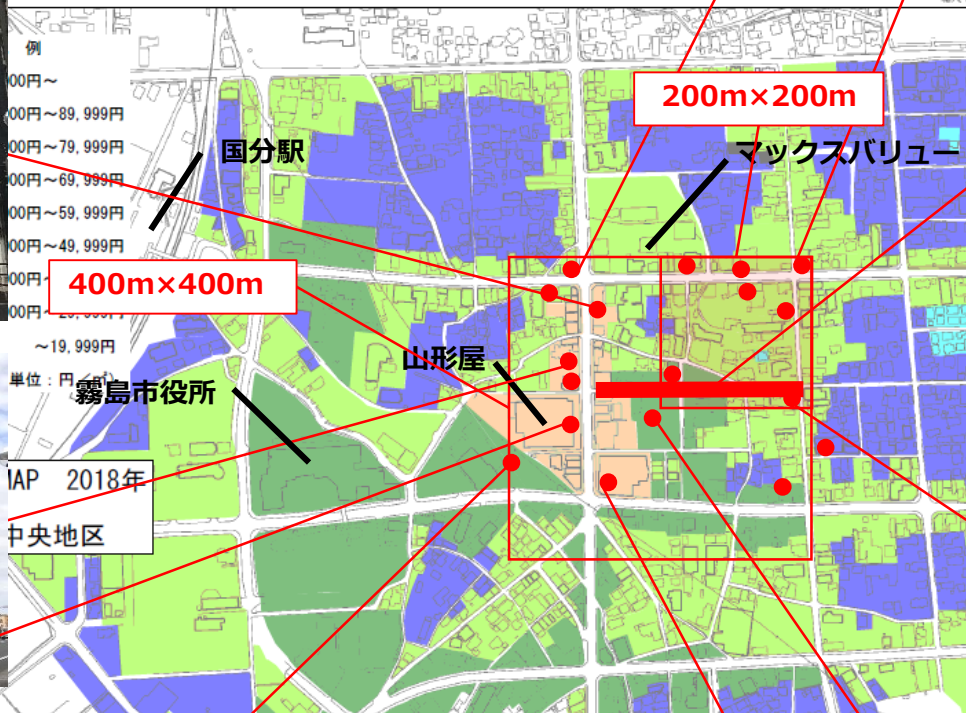 例
00円～
00円～89,999円
00円～79,999円
00円～69,999円
00円～59,999円
00円～49,999円
～19,999円
単位：円／㎡
MAP　2018年
中央地区
国分駅
200m×200m
マックスバリュー
400m×400m
山形屋
霧島市役所